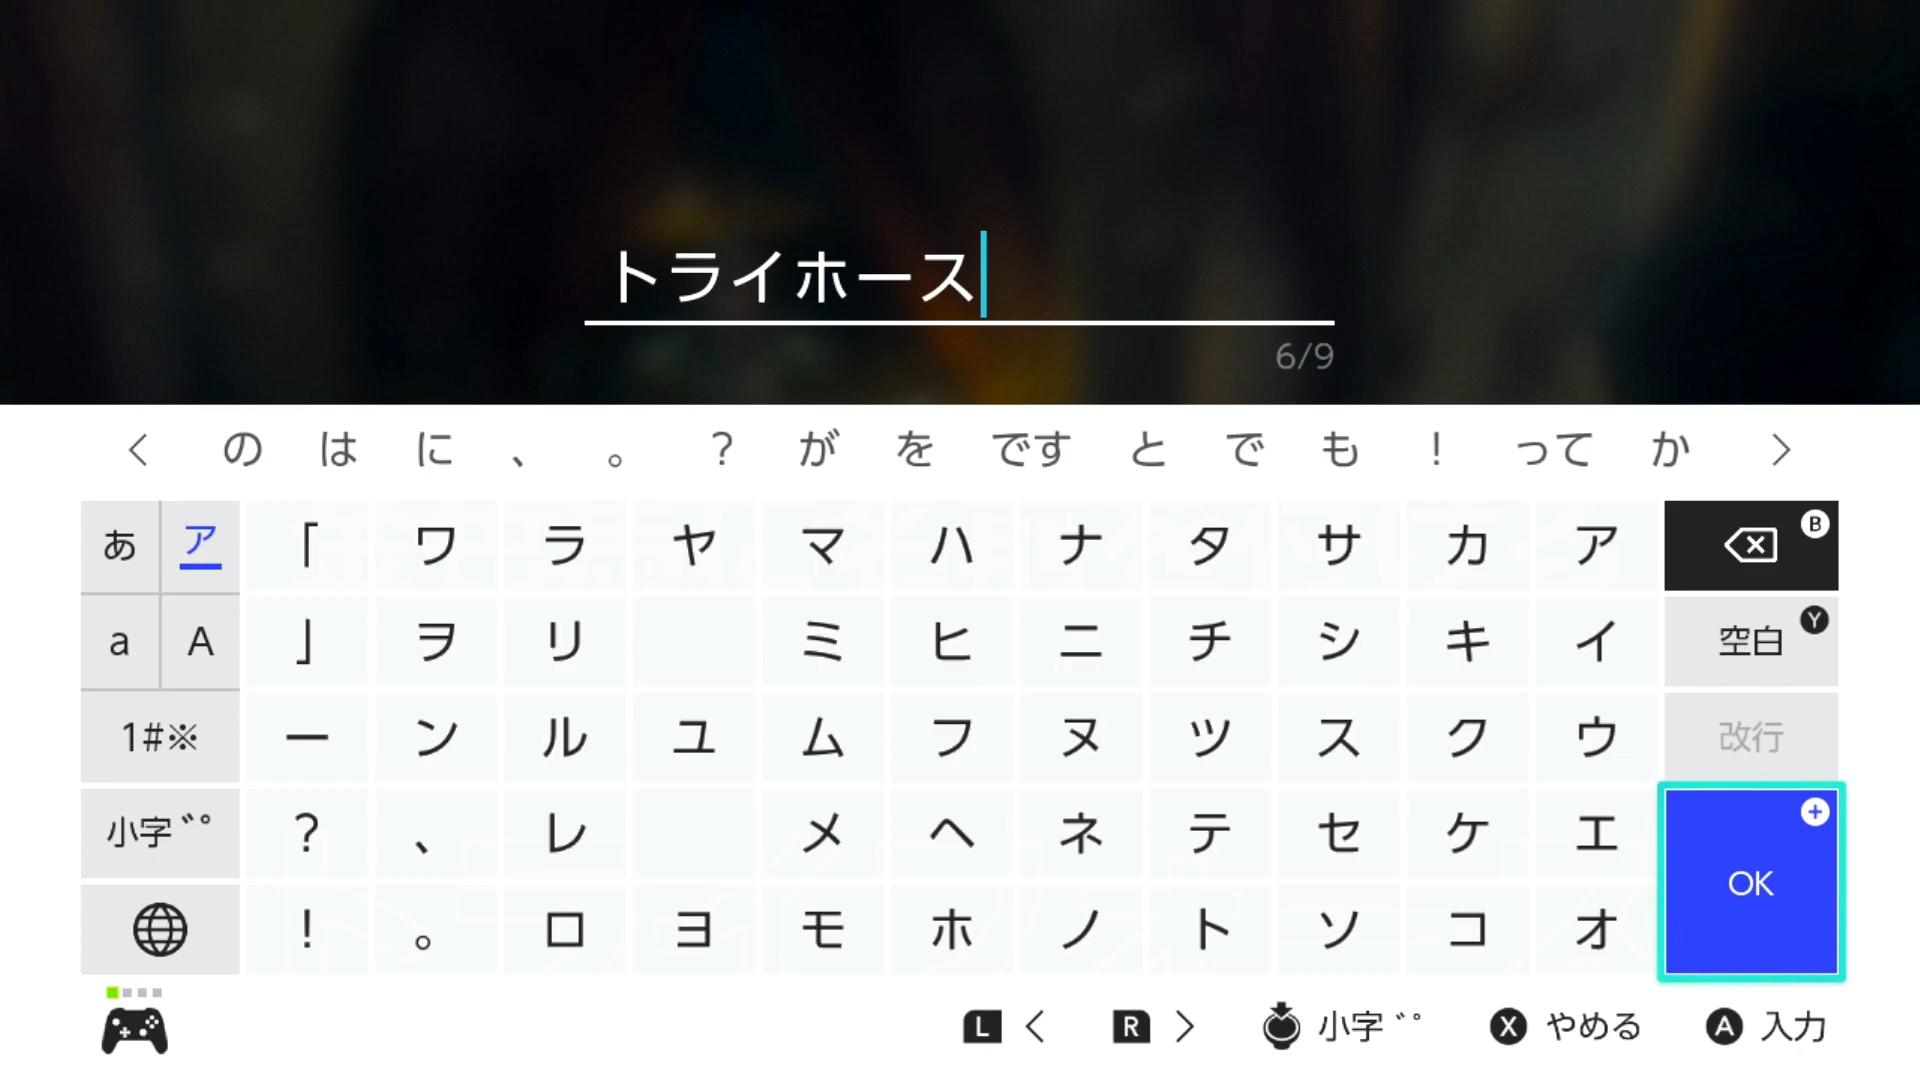 トライホース
6/9
< の は に 、 。 ? が を です と で も ! って か >
あ ア 「 ワ ラ ヤ マ ハ ナ タ サ カ ア B
a A 」 ヲ リ ミ ヒ ニ チ シ キ イ 空白 Y
1#※ ー ン ル ユ ム フ ヌ ツ ス ク ウ 改行
小字゛゜ ? 、 レ メ ヘ ネ テ セ ケ エ +
! 。 ロ ヨ モ ホ ノ ト ソ コ オ OK
L < R > 小字゛゜ X やめる A 入力